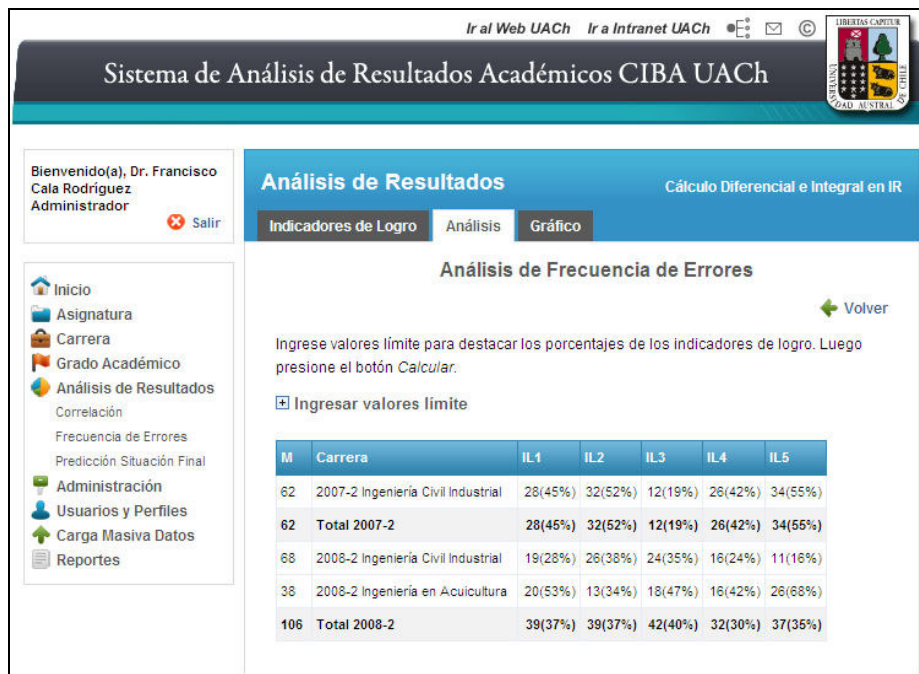 Ir al Web UACh Ir a Intranet UACh ©
LIBERTAS CAPITUR
UNIVERSIDAD AUSTRAL DE CHILE
Sistema de Análisis de Resultados Académicos CIBA UACh
Bienvenido(a), Dr. Francisco
Cala Rodríguez
Administrador
Salir
Inicio
Asignatura
Carrera
Grado Académico
Análisis de Resultados
Correlación
Frecuencia de Errores
Predicción Situación Final
Administración
Usuarios y Perfiles
Carga Masiva Datos
Reportes
Análisis de Resultados Cálculo Diferencial e Integral en IR
Indicadores de Logro Análisis Gráfico
Análisis de Frecuencia de Errores
Volver
Ingrese valores límite para destacar los porcentajes de los indicadores de logro. Luego
presione el botón Calcular.
Ingresar valores límite
M Carrera IL1 IL2 IL3 IL4 IL5
62 2007-2 Ingeniería Civil Industrial 28(45%) 32(52%) 12(19%) 26(42%) 34(55%)
62 Total 2007-2 28(45%) 32(52%) 12(19%) 26(42%) 34(55%)
68 2008-2 Ingeniería Civil Industrial 19(28%) 26(38%) 24(35%) 16(24%) 11(16%)
38 2008-2 Ingeniería en Acuicultura 20(53%) 13(34%) 18(47%) 16(42%) 26(68%)
106 Total 2008-2 39(37%) 39(37%) 42(40%) 32(30%) 37(35%)